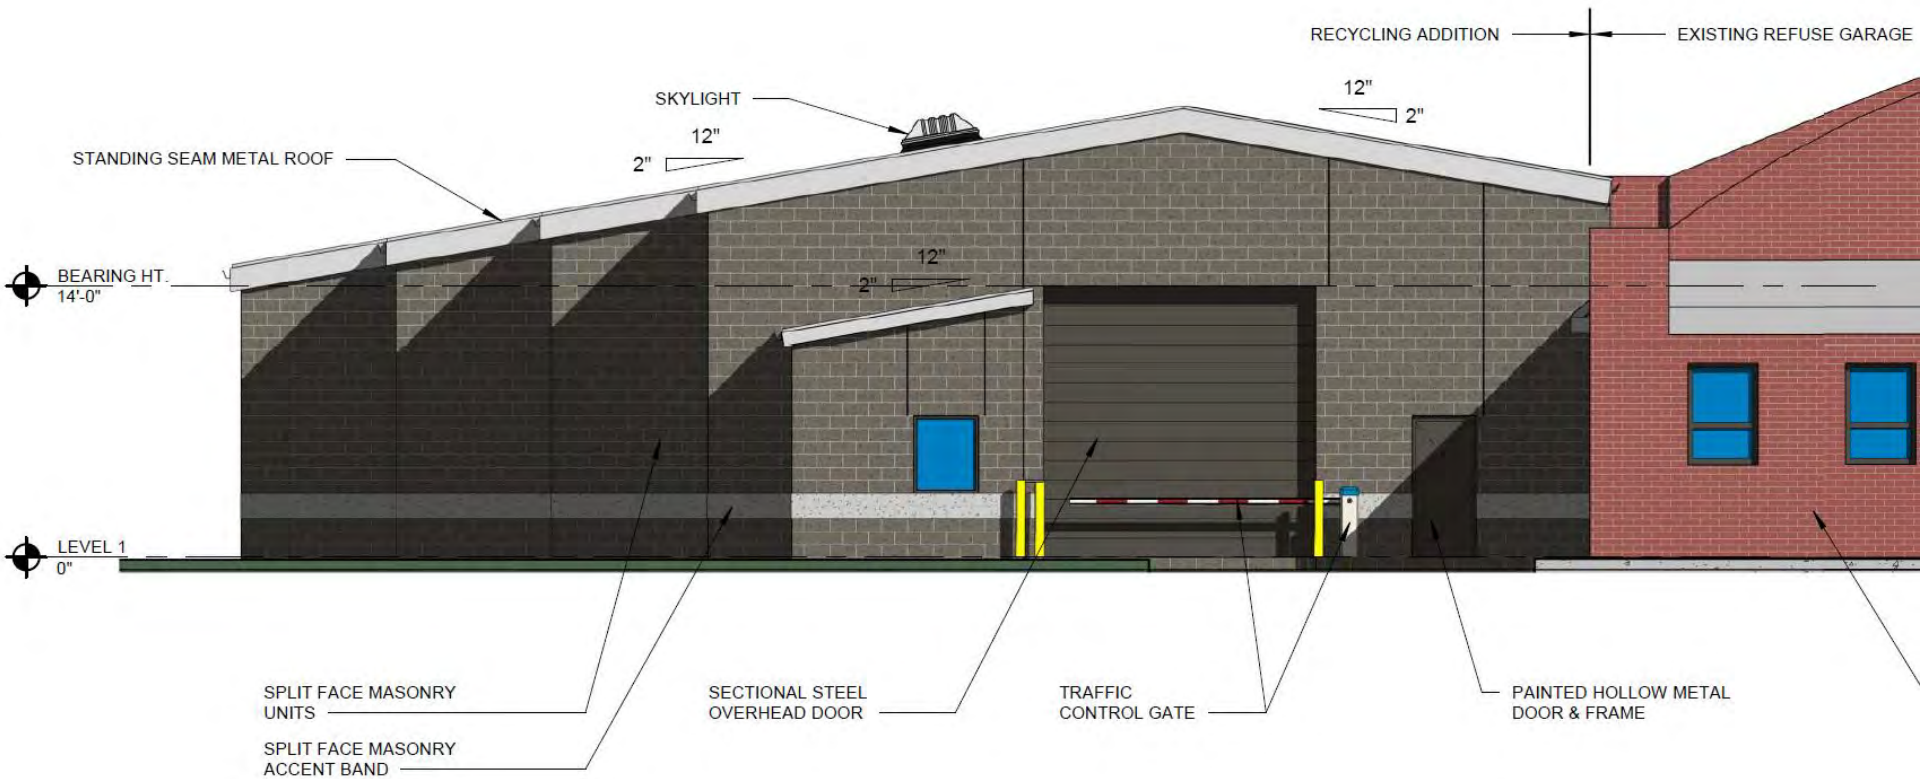 RECYCLING ADDITION
EXISTING REFUSE GARAGE
SKYLIGHT
12"
2"
12"
2"
STANDING SEAM METAL ROOF
12"
2"
BEARING HT.
14'-0"
LEVEL 1
0"
SPLIT FACE MASONRY
UNITS
SPLIT FACE MASONRY
ACCENT BAND
SECTIONAL STEEL
OVERHEAD DOOR
TRAFFIC
CONTROL GATE
PAINTED HOLLOW METAL
DOOR & FRAME